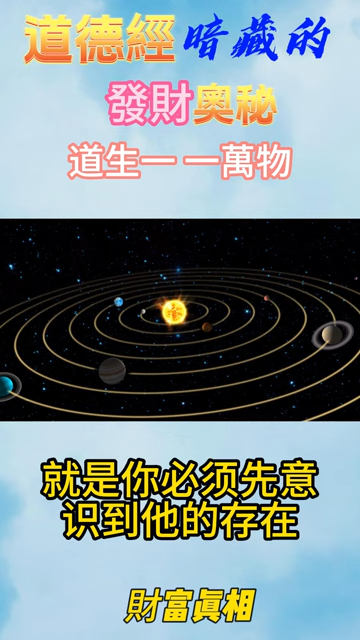 道德經暗藏的
發財奧秘
道生一 一萬物
就是你必须先意
识到他的存在
財富真相